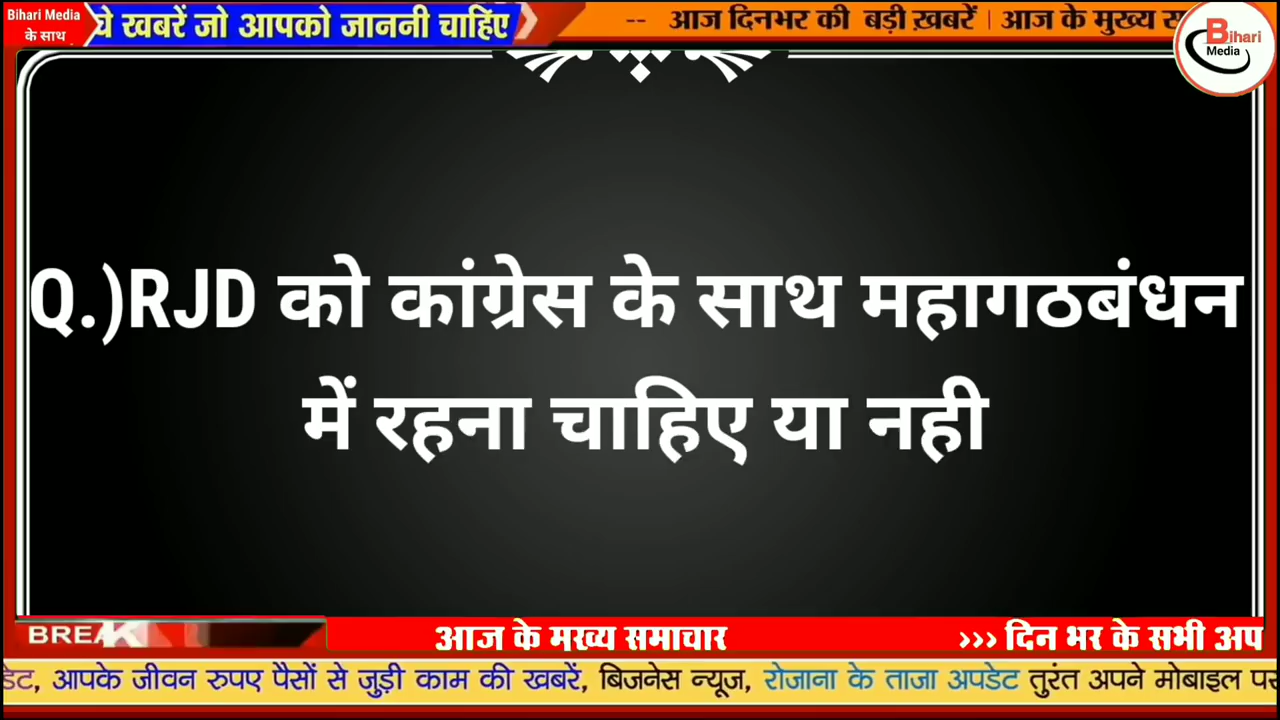 Bihari Media
के साथ
ये खबरें जो आपको जाननी चाहिए
-- आज दिनभर की बड़ी ख़बरें | आज के मुख्य स
Bihari
Media
Q.)RJD को कांग्रेस के साथ महागठबंधन
में रहना चाहिए या नही
BREAK
आज के मुख्य समाचार
>>> दिन भर के सभी अप
डेट, आपके जीवन रुपए पैसों से जुड़ी काम की खबरें, बिजनेस न्यूज, रोजाना के ताजा अपडेट तुरंत अपने मोबाइल पर